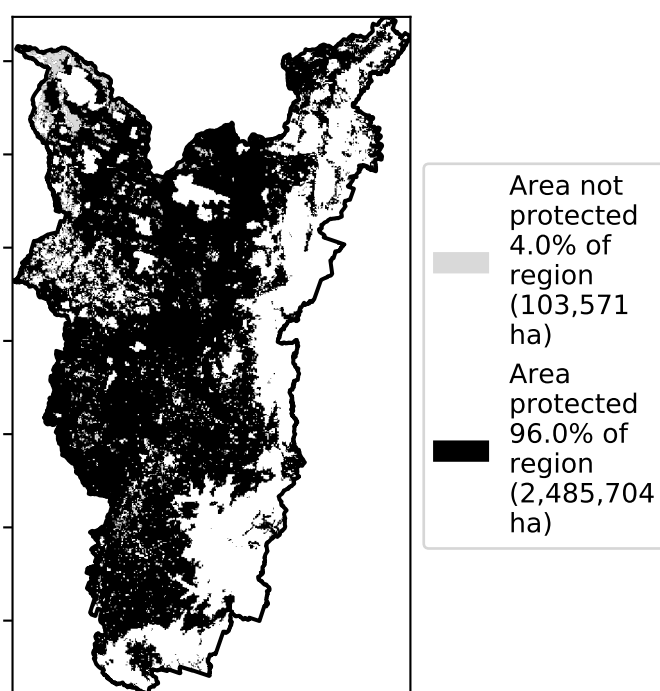 Area not
protected
4.0% of
region
(103,571
ha)
Area
protected
96.0% of
region
(2,485,704
ha)